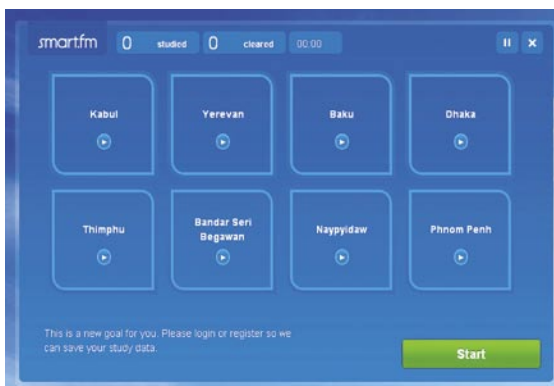 smart.fm 0 studied 0 cleared 00:00
Kabul Yerevan Baku Dhaka
Thimphu Bandar Seri Begawan Naypyidaw Phnom Penh
This is a new goal for you. Please login or register so we
can save your study data.
Start